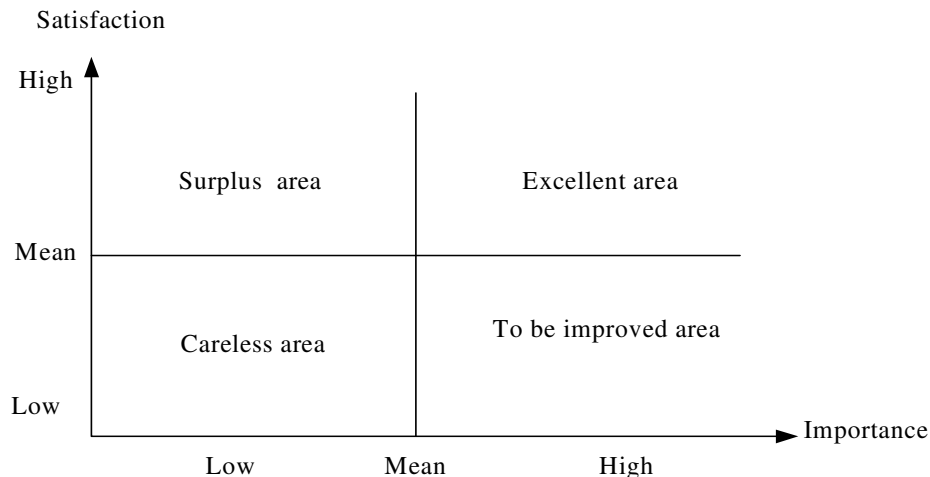 Satisfaction
High
Surplus area
Excellent area
Mean
Careless area
To be improved area
Low
Importance
Low
Mean
High